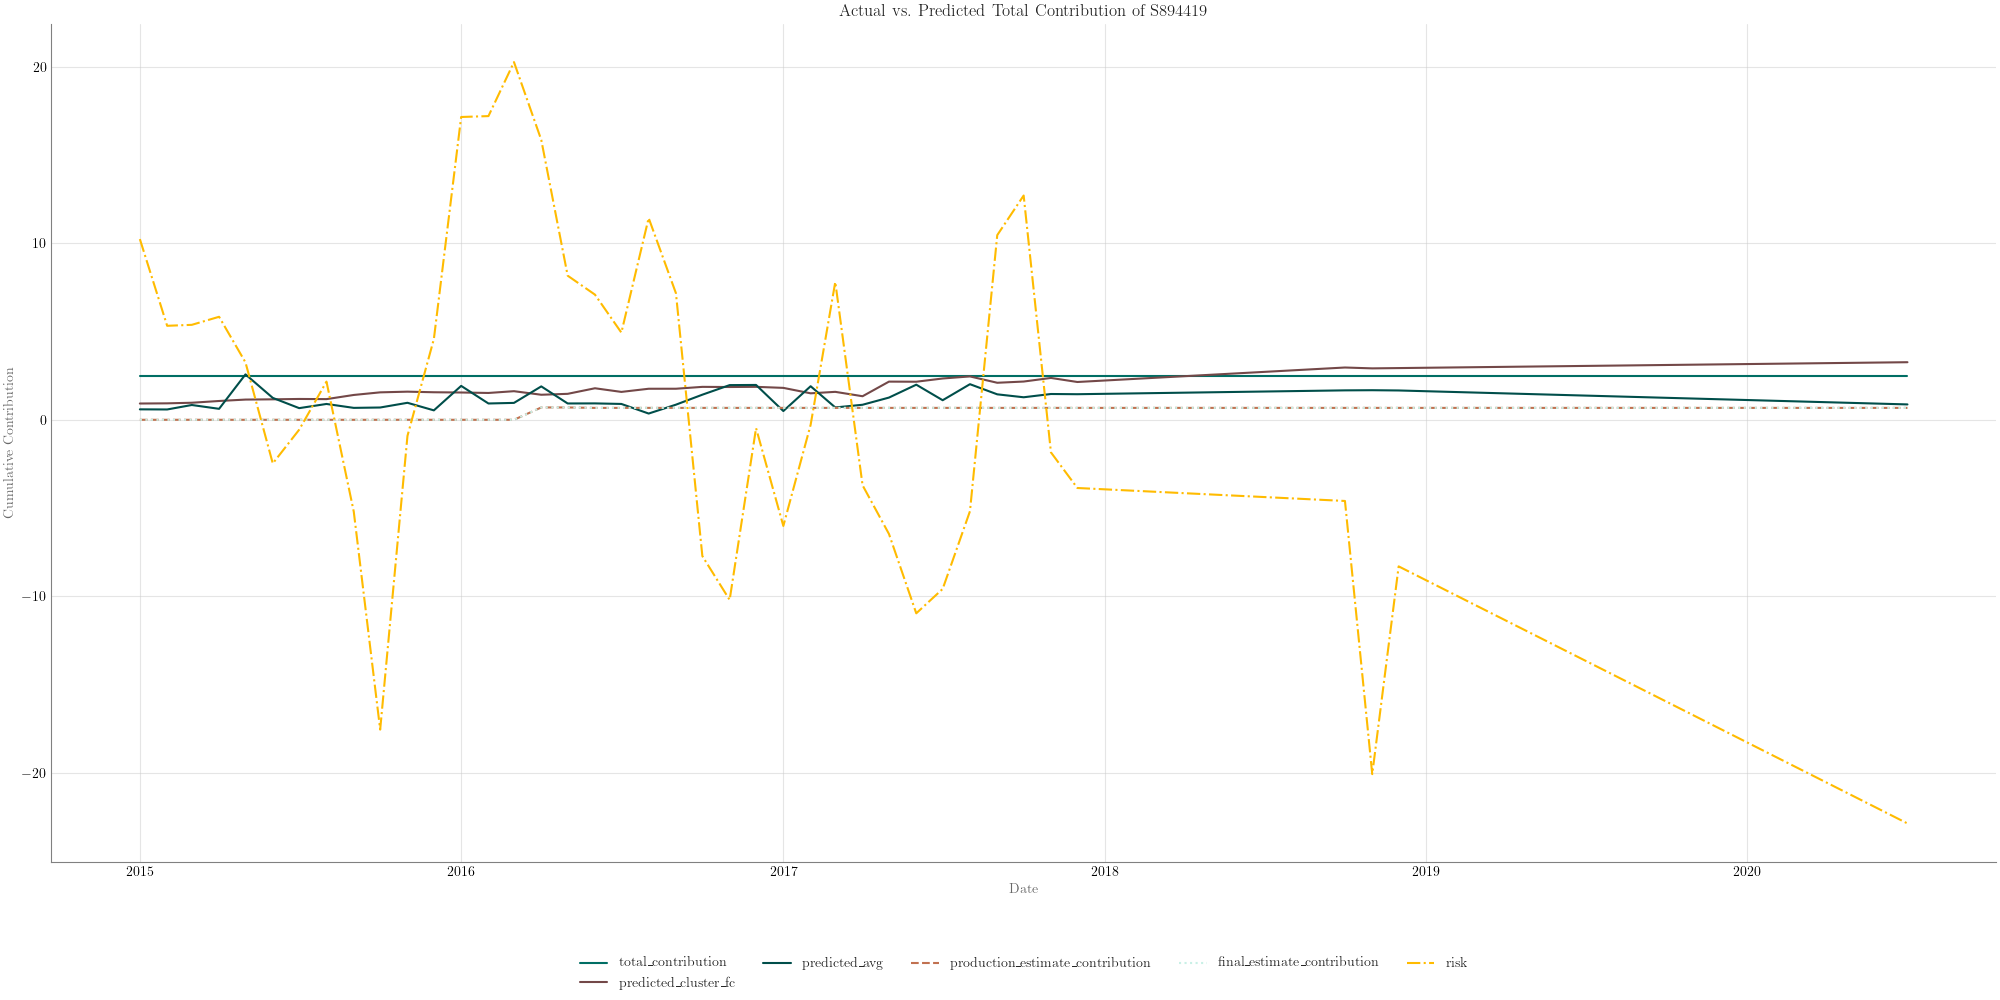 Actual vs. Predicted Total Contribution of S894419
20
10
0
−10
−20
Cumulative Contribution
2015 2016 2017 2018 2019 2020
Date
total_contribution predicted_avg production_estimate_contribution final_estimate_contribution risk
predicted_cluster_fc